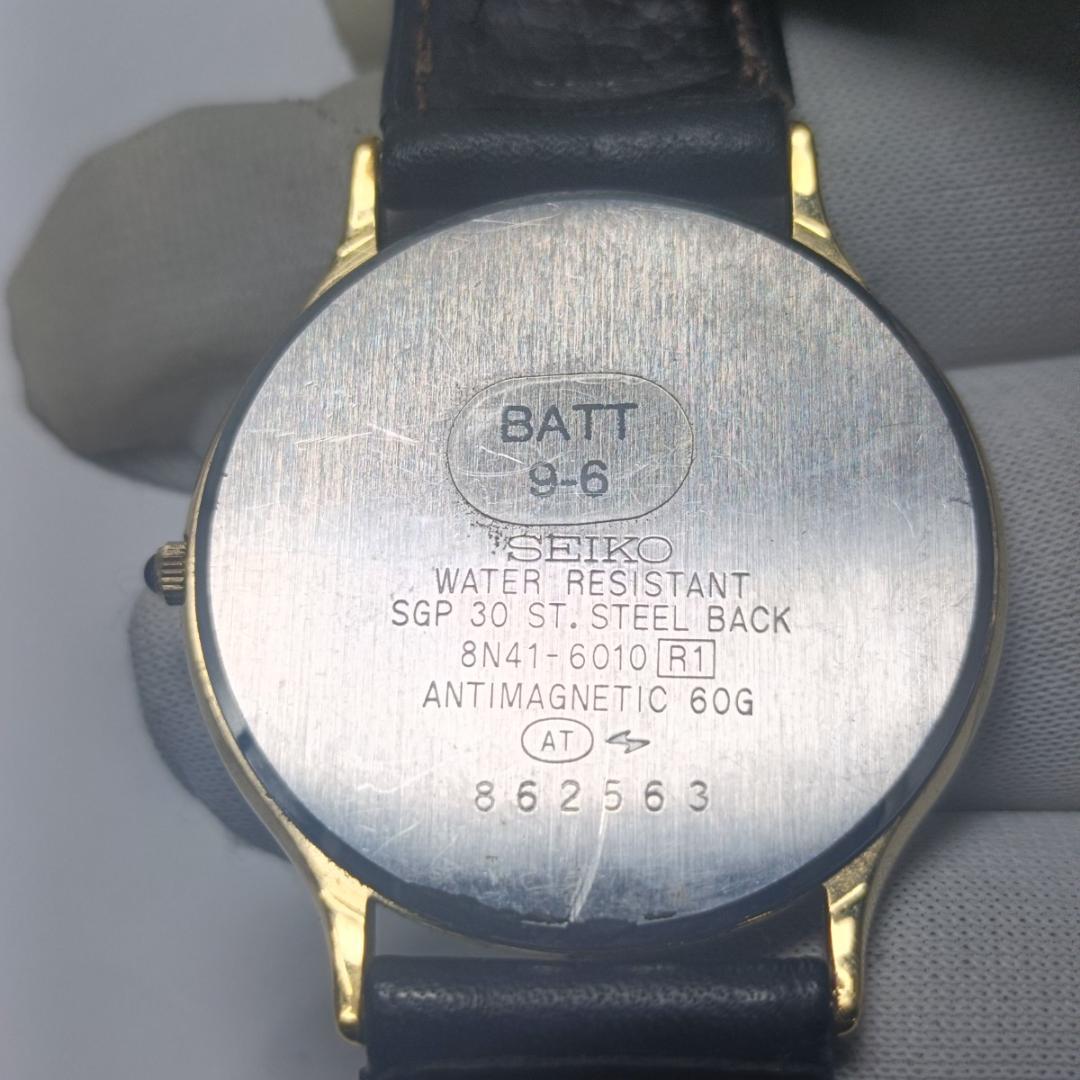 BATT
9-6
SEIKO
WATER RESISTANT
SGP 30 ST. STEEL BACK
8N41-6010 R1
ANTIMAGNETIC 60G
AT
862563